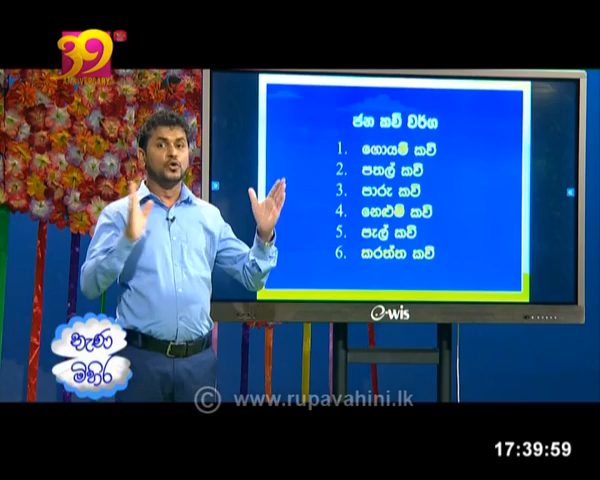 39
ANNIVERSARY
ජන කවි වර්ග
1. ගොයම් කවි
2. පතල් කවි
3. පාරු කවි
4. නෙළුම් කවි
5. පැල් කවි
6. කරත්ත කවි
e-wis
නැණ
මිහිර
© www.rupavahini.lk
17:39:59